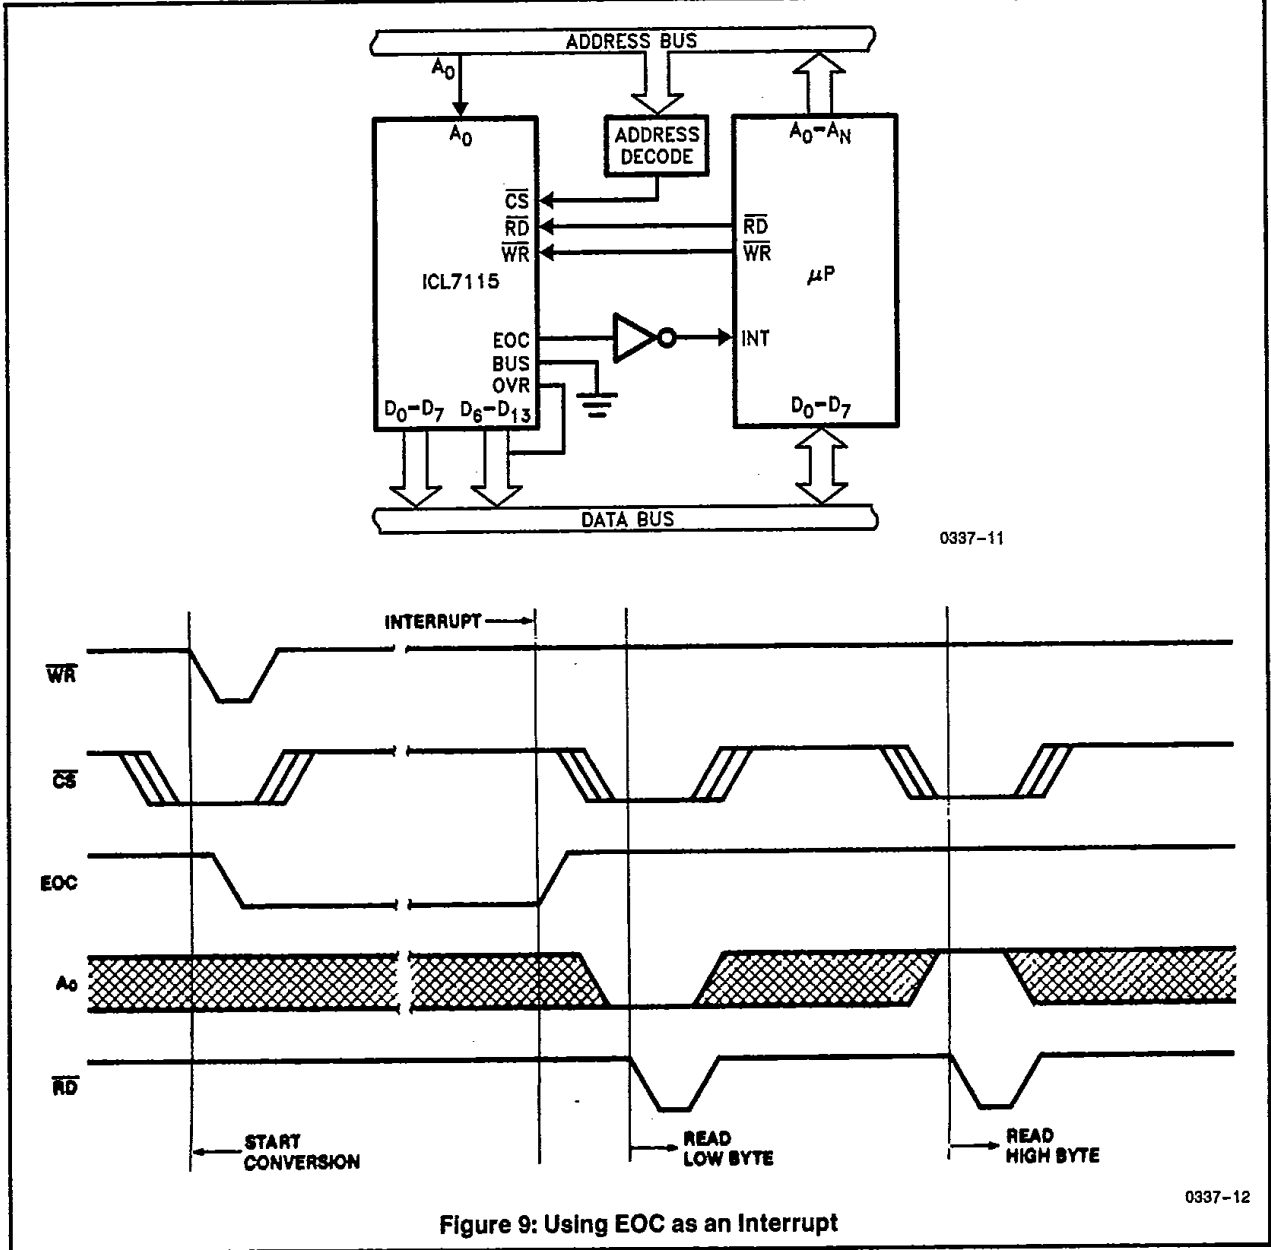 ADDRESS BUS
A0
A0
ADDRESS
DECODE
A0–AN
CS
RD
WR
RD
WR
ICL7115
μP
EOC
INT
BUS
OVR
D0–D7 D6–D13
D0–D7
DATA BUS
0337–11
INTERRUPT
WR
CS
EOC
A0
RD
START
CONVERSION
READ
LOW BYTE
READ
HIGH BYTE
0337–12
Figure 9: Using EOC as an Interrupt